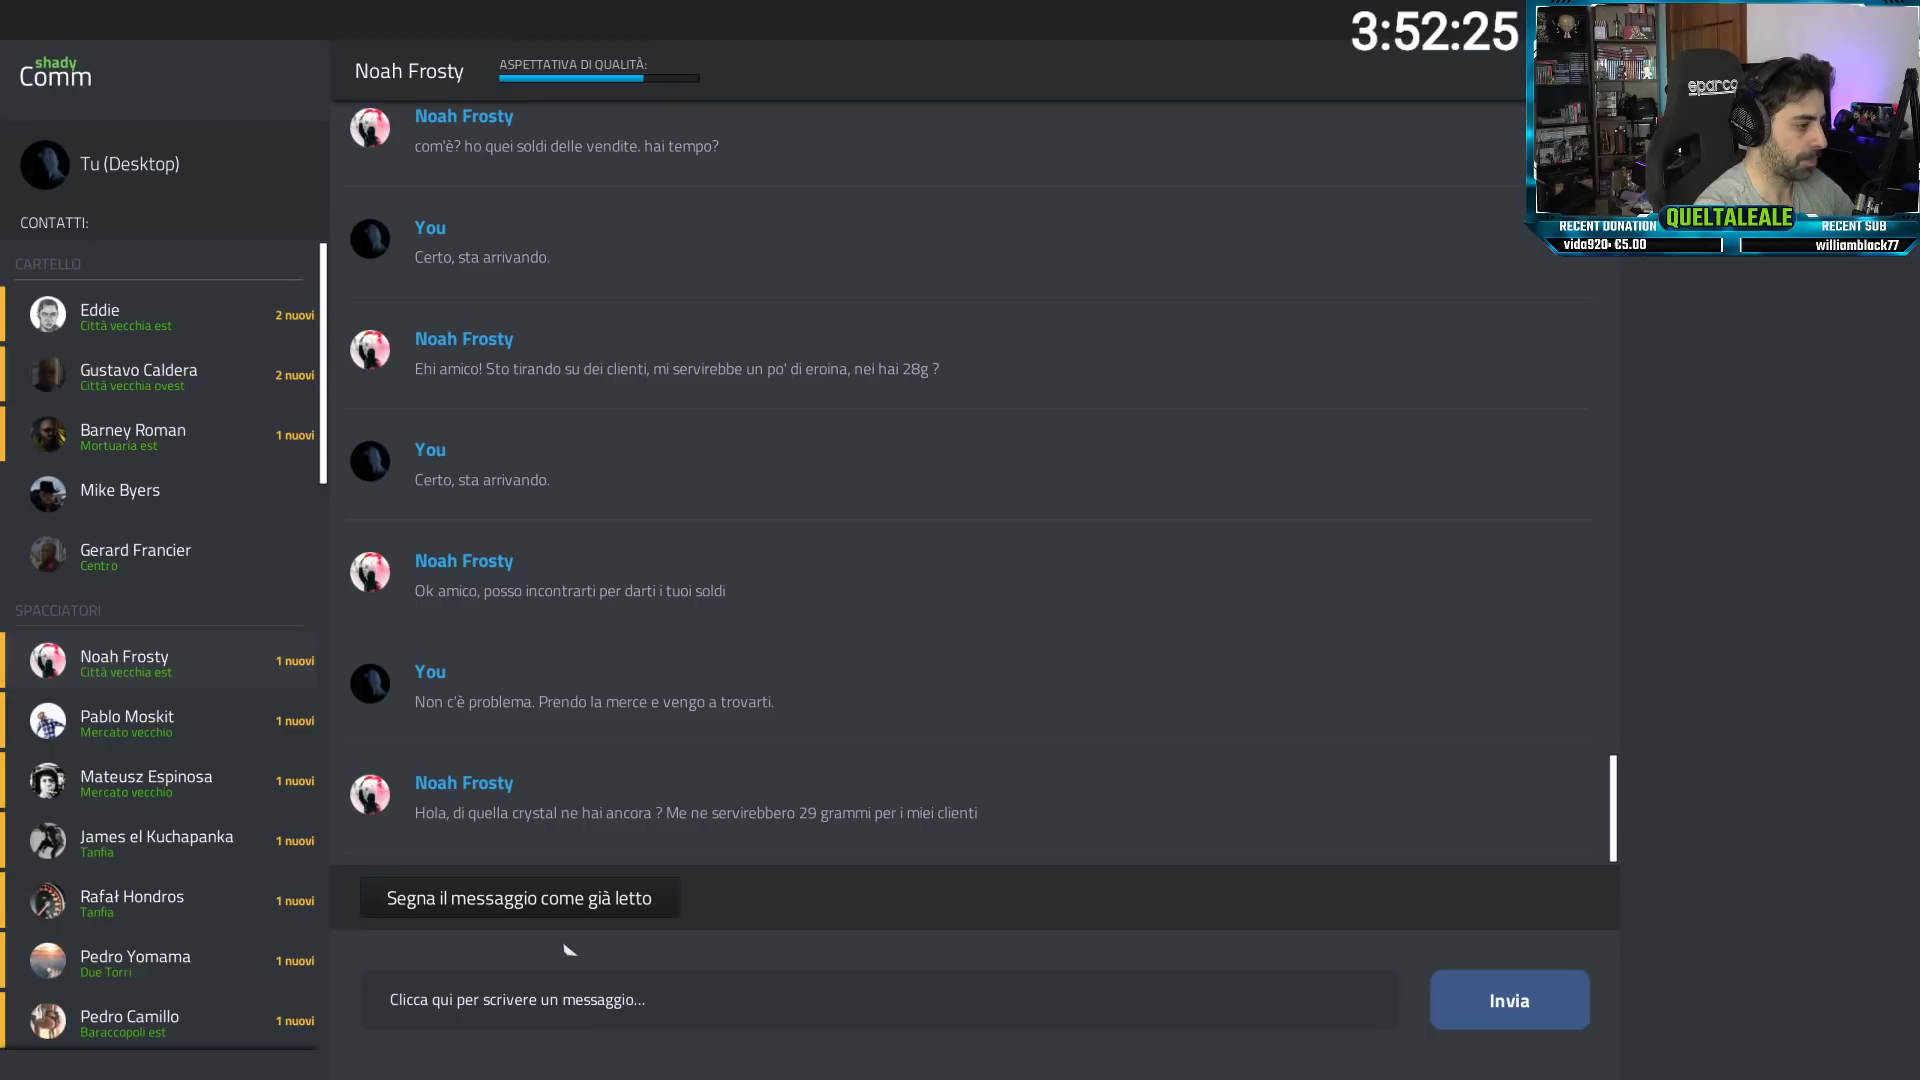 3:52:25
shady
Comm
Noah Frosty
ASPETTATIVA DI QUALITÀ:
Tu (Desktop)
CONTATTI:
CARTELLO
Eddie
Città vecchia est
2 nuovi
Gustavo Caldera
Città vecchia ovest
2 nuovi
Barney Roman
Mortuaria est
1 nuovi
Mike Byers
Gerard Francier
Centro
SPACCIATORI
Noah Frosty
Città vecchia est
1 nuovi
Pablo Moskit
Mercato vecchio
1 nuovi
Mateusz Espinosa
Mercato vecchio
1 nuovi
James el Kuchapanka
Tanfia
1 nuovi
Rafał Hondros
Tanfia
1 nuovi
Pedro Yomama
Due Torri
1 nuovi
Pedro Camillo
Baraccopoli est
1 nuovi
Noah Frosty
com'è? ho quei soldi delle vendite. hai tempo?
You
Certo, sta arrivando.
Noah Frosty
Ehi amico! Sto tirando su dei clienti, mi servirebbe un po' di eroina, nei hai 28g ?
You
Certo, sta arrivando.
Noah Frosty
Ok amico, posso incontrarti per darti i tuoi soldi
You
Non c'è problema. Prendo la merce e vengo a trovarti.
Noah Frosty
Hola, di quella crystal ne hai ancora ? Me ne servirebbero 29 grammi per i miei clienti
Segna il messaggio come già letto
Clicca qui per scrivere un messaggio...
Invia
sparco
QUELTALEALE
RECENT DONATION
RECENT SUB
vida920: €5.00
williamblack77